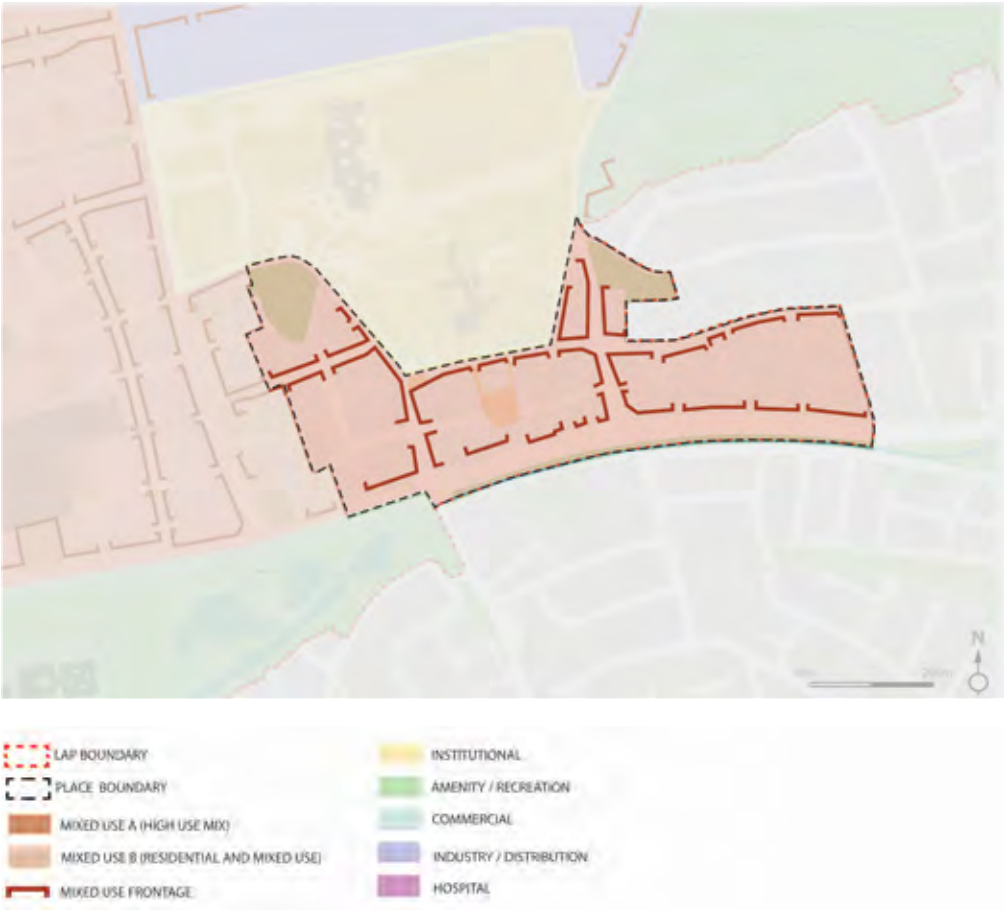 N
LAP BOUNDARY
PLACE BOUNDARY
MIXED USE A (HIGH USE MIX)
MIXED USE B (RESIDENTIAL AND MIXED USE)
MIXED USE FRONTAGE
INSTITUTIONAL
AMENITY / RECREATION
COMMERCIAL
INDUSTRY / DISTRIBUTION
HOSPITAL